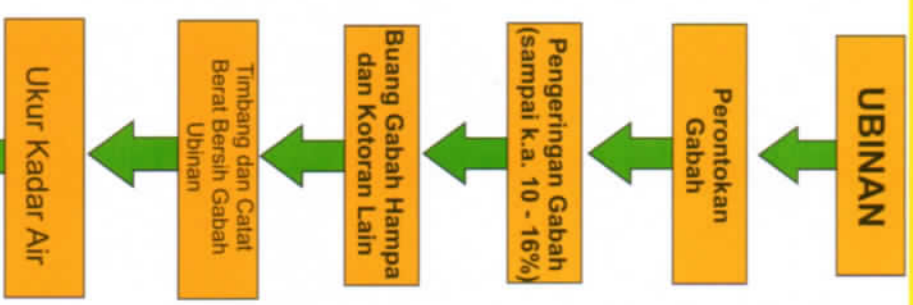 UBINAN
Perontokan
Gabah
Pengeringan Gabah
(sampai k.a. 10 - 16%)
Buang Gabah Hampa
dan Kotoran Lain
Timbang dan Catat
Berat Bersih Gabah
Ubinan
Ukur Kadar Air